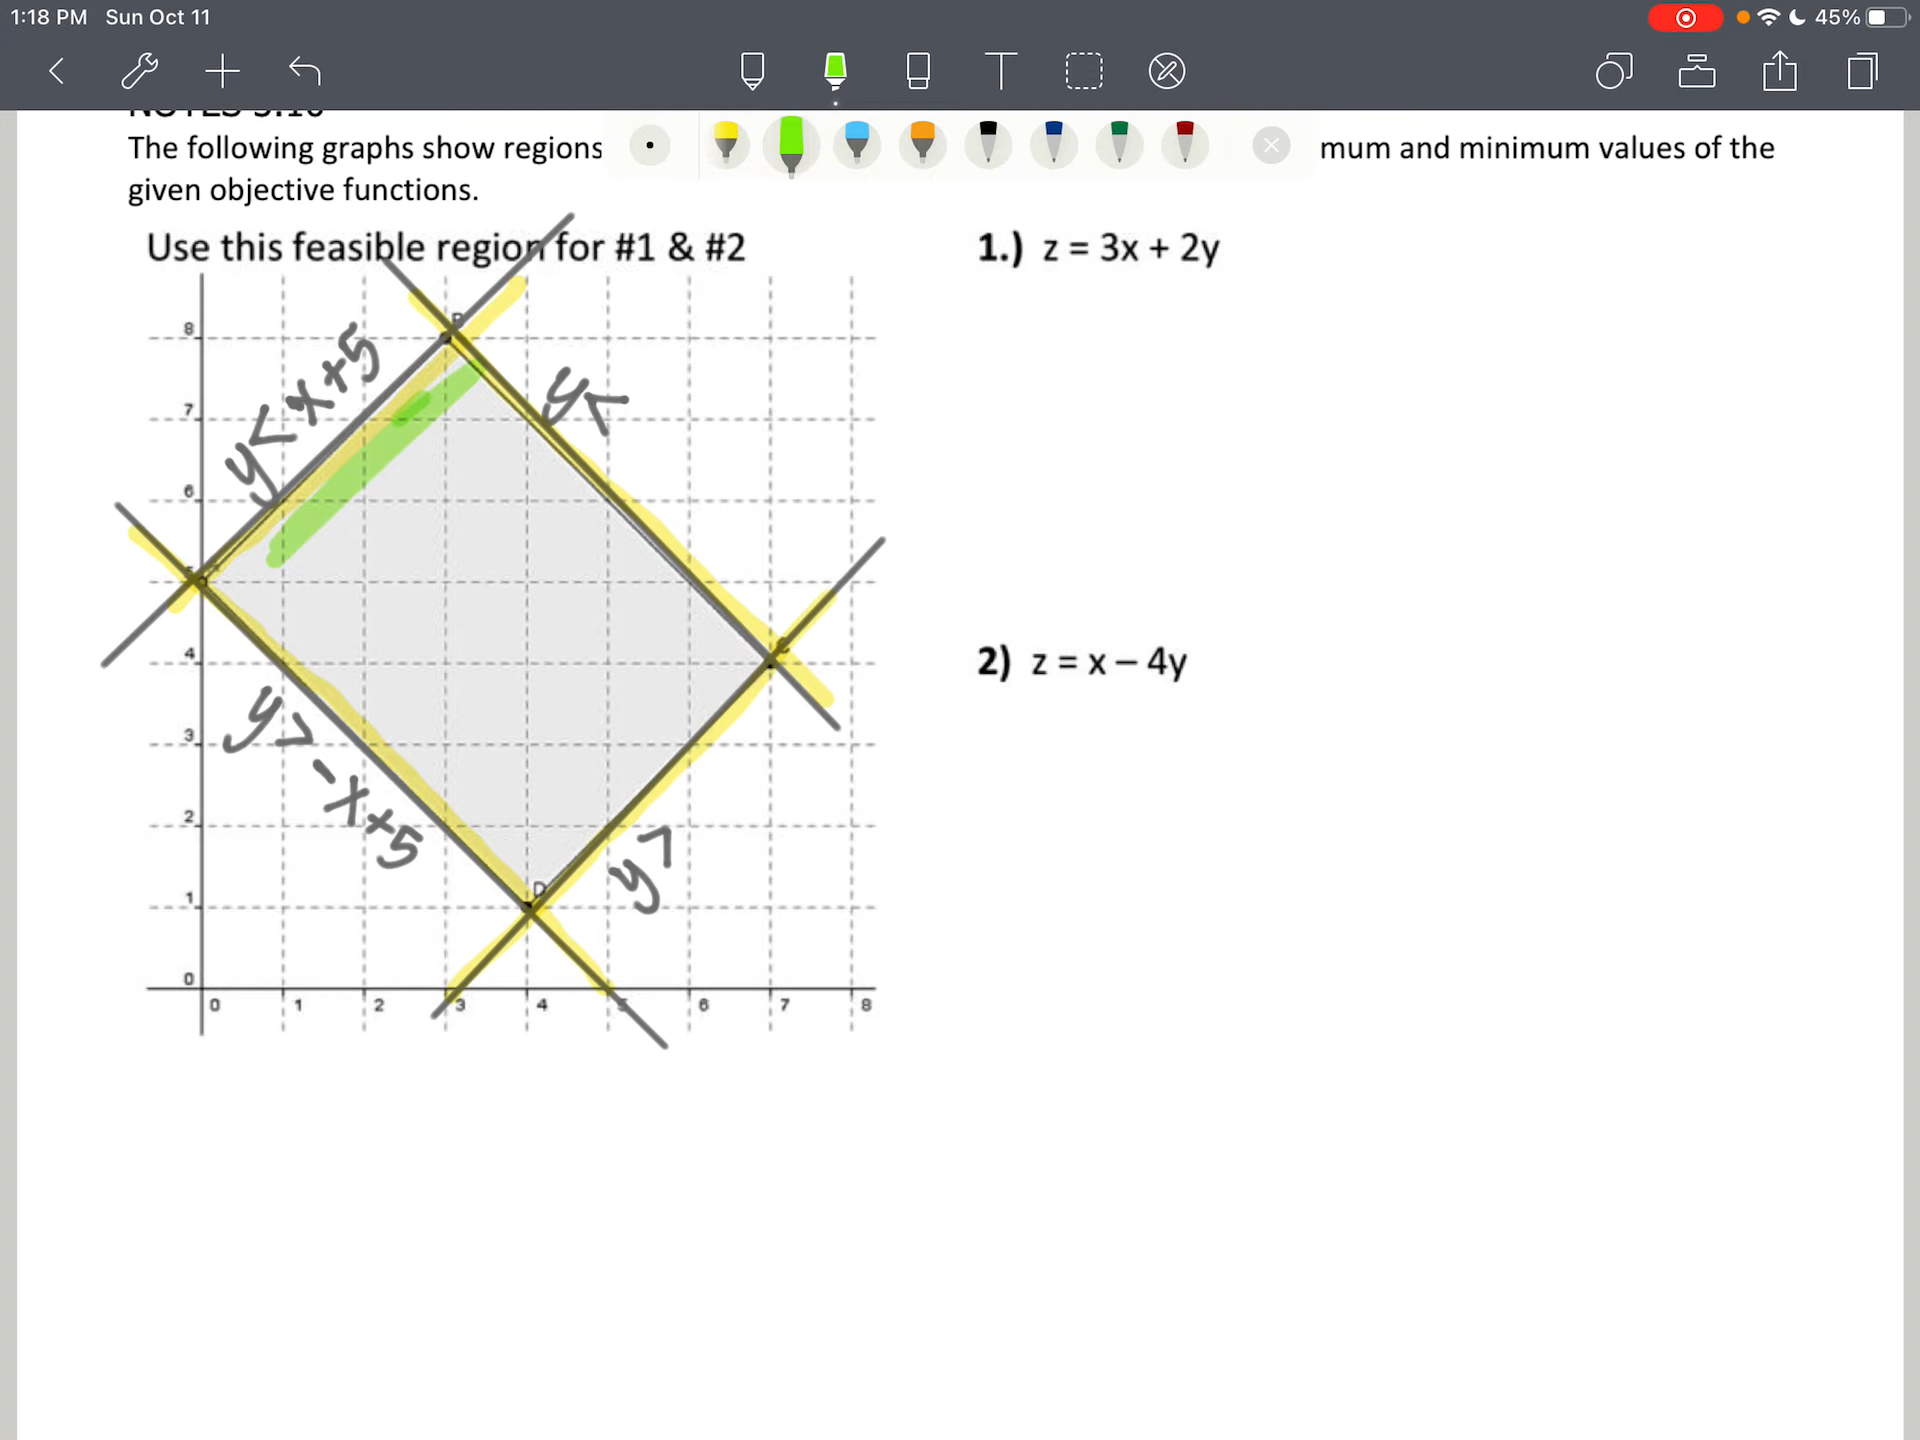 1:18 PM Sun Oct 11
45%
The following graphs show regions
mum and minimum values of the
given objective functions.
Use this feasible region for #1 & #2
1.) z = 3x + 2y
8
7
6
4
3
2
1
0
0 1 2 3 4 5 6 7 8
B
C
D
y< x+5
y<
y> -x+5
y>
2) z = x – 4y